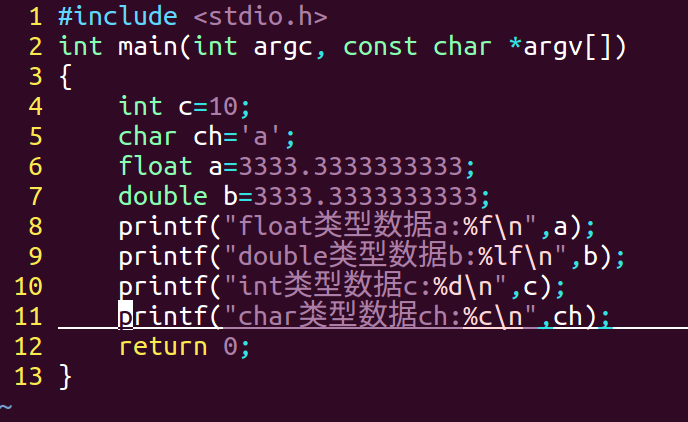 1 #include <stdio.h>
2 int main(int argc, const char *argv[])
3 {
4     int c=10;
5     char ch='a';
6     float a=3333.3333333333;
7     double b=3333.3333333333;
8     printf("float类型数据a:%f\n",a);
9     printf("double类型数据b:%lf\n",b);
10     printf("int类型数据c:%d\n",c);
11     printf("char类型数据ch:%c\n",ch);
12     return 0;
13 }
~